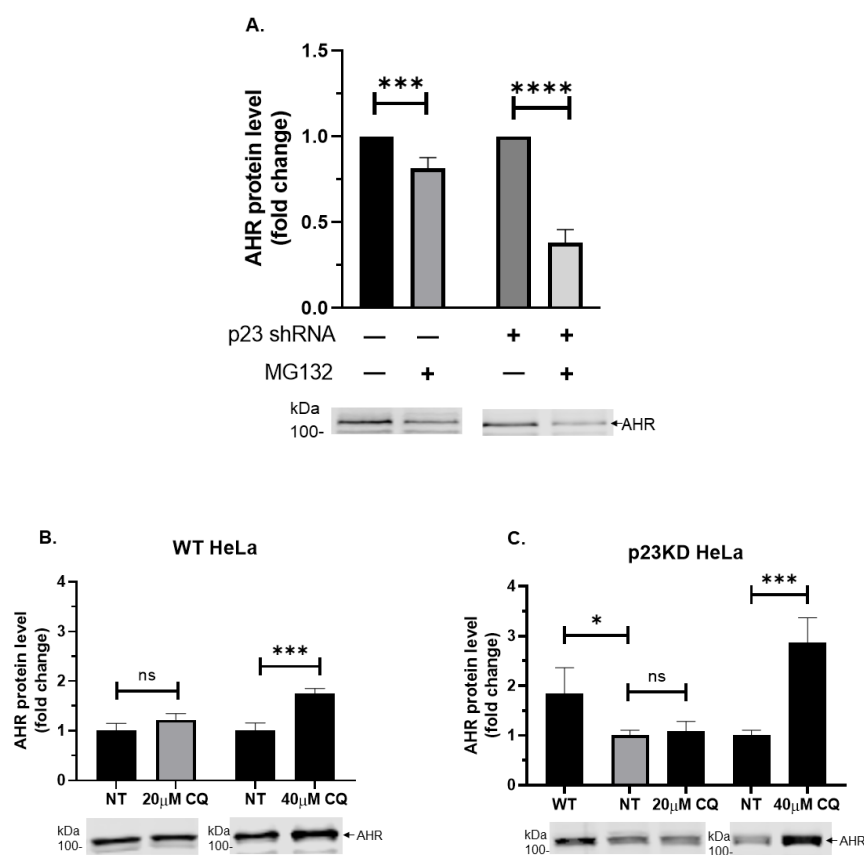 A.
AHR protein level
(fold change)
1.5
1.0
0.5
0.0
***
****
p23 shRNA — — + +
MG132 — + — +
kDa
100-
←AHR
B.
WT HeLa
AHR protein level
(fold change)
4
3
2
1
0
ns
***
NT 20μM CQ NT 40μM CQ
kDa
100-
kDa
100-
←AHR
C.
p23KD HeLa
AHR protein level
(fold change)
4
3
2
1
0
*
ns
***
WT NT 20μM CQ NT 40μM CQ
kDa
100-
kDa
100-
←AHR